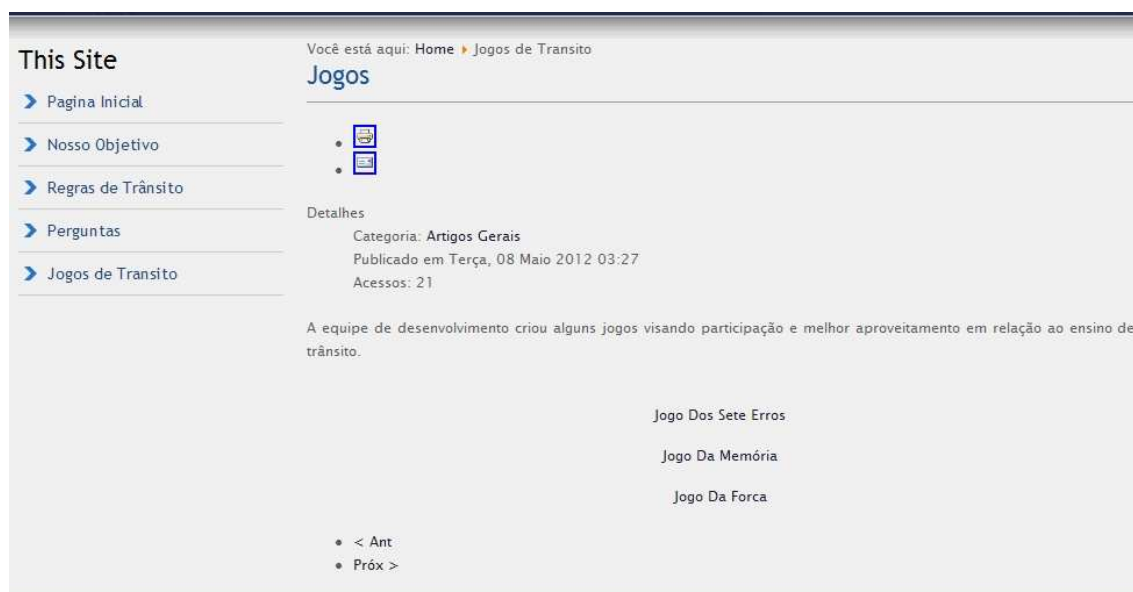 This Site
Pagina Inicial
Nosso Objetivo
Regras de Trânsito
Perguntas
Jogos de Transito
Você está aqui: Home Jogos de Transito
Jogos
Detalhes
Categoria: Artigos Gerais
Publicado em Terça, 08 Maio 2012 03:27
Acessos: 21
A equipe de desenvolvimento criou alguns jogos visando participação e melhor aproveitamento em relação ao ensino de
trânsito.
Jogo Dos Sete Erros
Jogo Da Memória
Jogo Da Forca
< Ant
Próx >